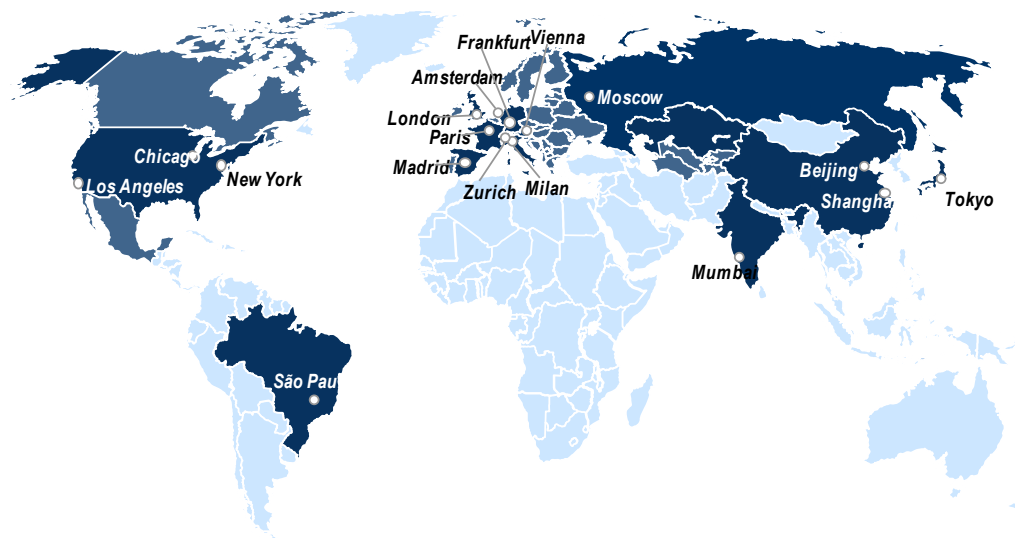 Frankfurt
Vienna
Amsterdam
Moscow
London
Paris
Chicago
Madrid
Beijing
New York
Los Angeles
Zurich
Milan
Shangha
Tokyo
Mumbai
São Pau